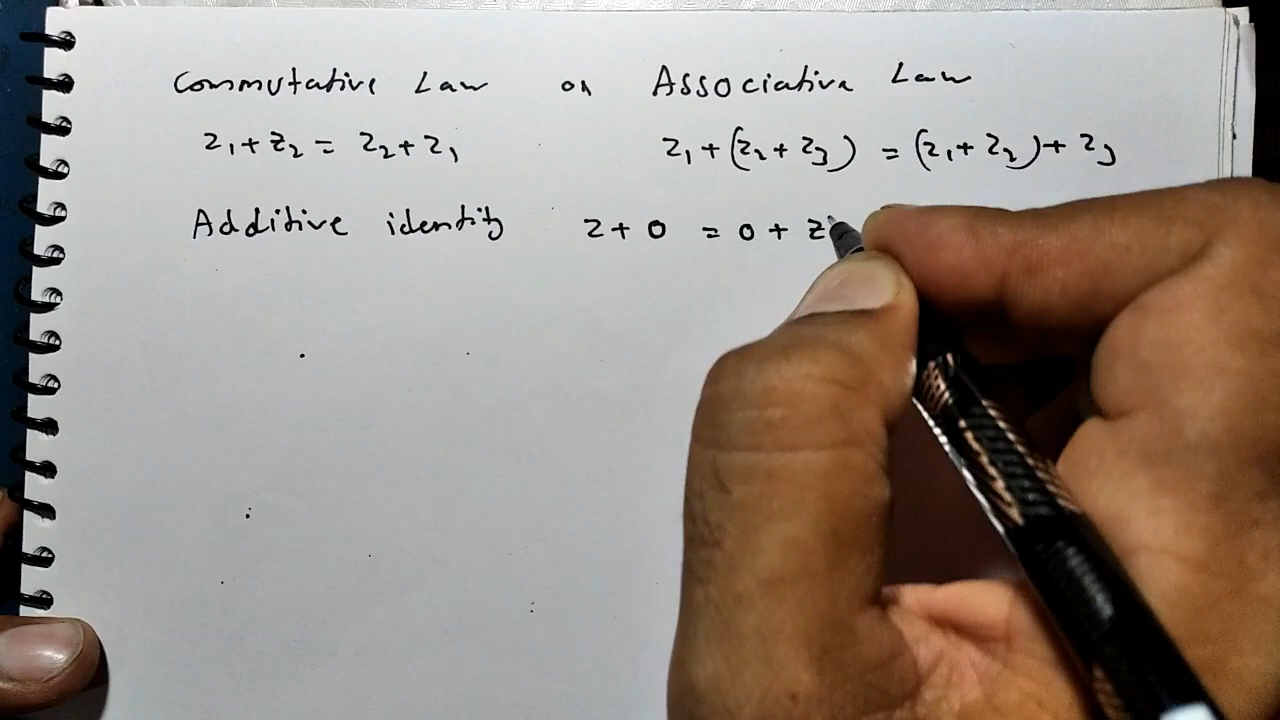 Commutative Law on Associative Law
z₁ + z₂ = z₂ + z₁ z₁ + (z₂ + z₃) = (z₁ + z₂) + z₃
Additive identity z + 0 = 0 + z